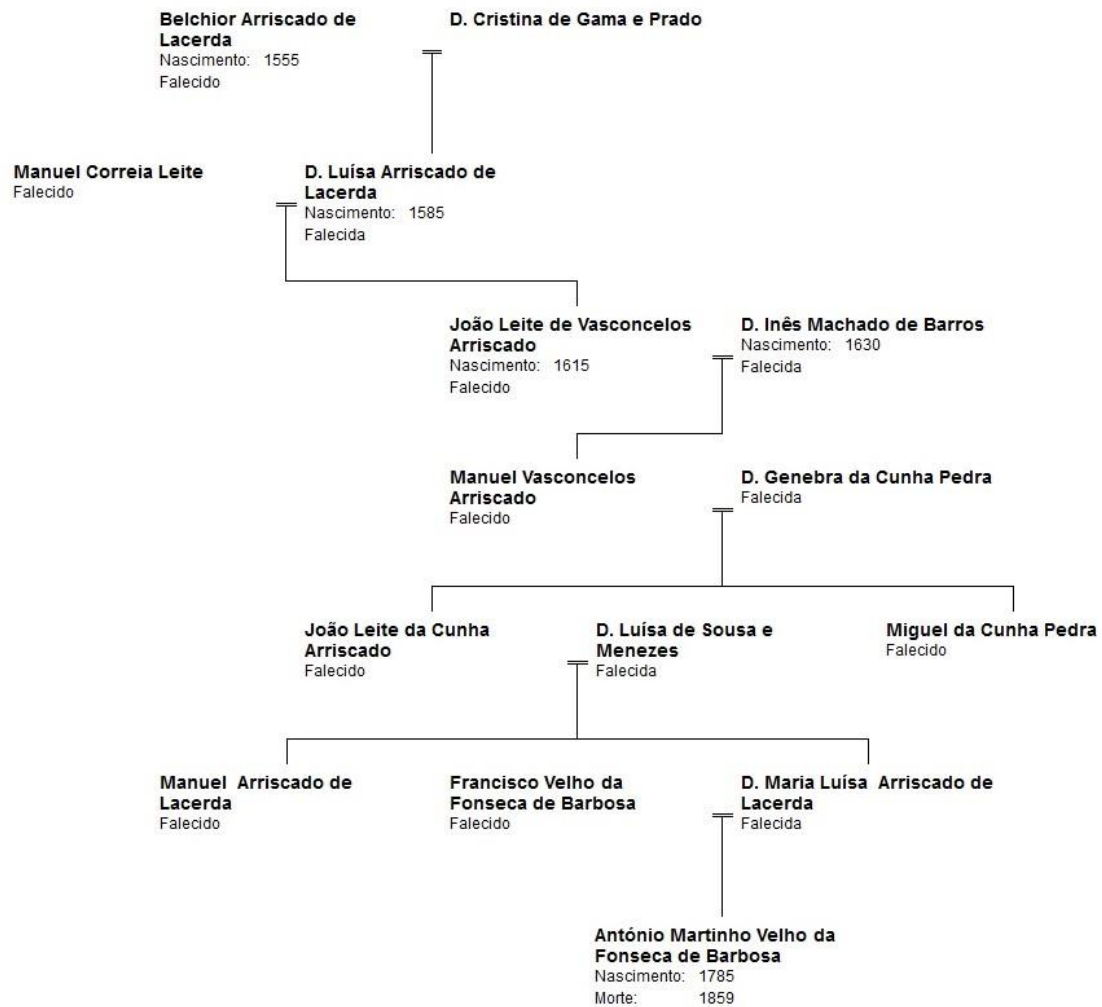 Belchior Arriscado de
Lacerda
Nascimento: 1555
Falecido
D. Cristina de Gama e Prado
Manuel Correia Leite
Falecido
D. Luísa Arriscado de
Lacerda
Nascimento: 1585
Falecida
João Leite de Vasconcelos
Arriscado
Nascimento: 1615
Falecido
D. Inês Machado de Barros
Nascimento: 1630
Falecida
Manuel Vasconcelos
Arriscado
Falecido
D. Genebra da Cunha Pedra
Falecida
João Leite da Cunha
Arriscado
Falecido
D. Luísa de Sousa e
Menezes
Falecida
Miguel da Cunha Pedra
Falecido
Manuel Arriscado de
Lacerda
Falecido
Francisco Velho da
Fonseca de Barbosa
Falecido
D. Maria Luísa Arriscado de
Lacerda
Falecida
António Martinho Velho da
Fonseca de Barbosa
Nascimento: 1785
Morte: 1859